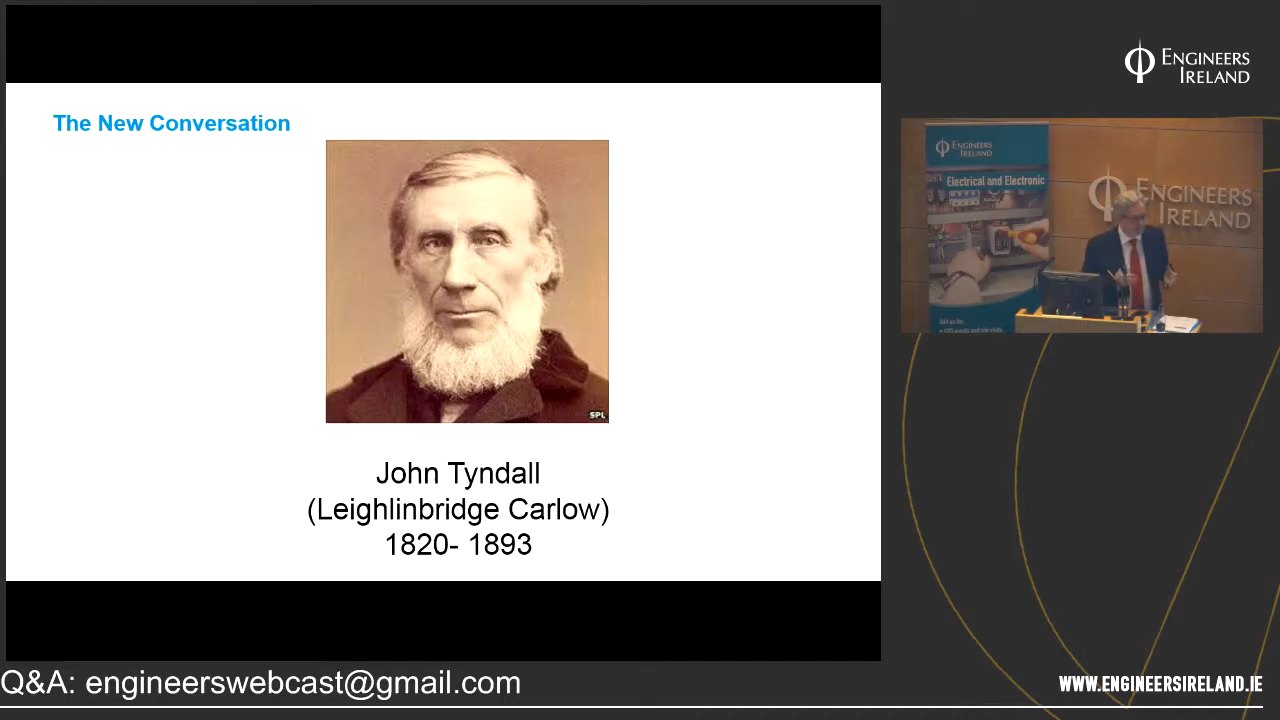 The New Conversation
SPL
John Tyndall
(Leighlinbridge Carlow)
1820- 1893
ENGINEERS
IRELAND
ENGINEERS
IRELAND
Electrical and Electronic
ENGINEERS
IRELAND
Q&A: engineerswebcast@gmail.com
WWW.ENGINEERSIRELAND.IE